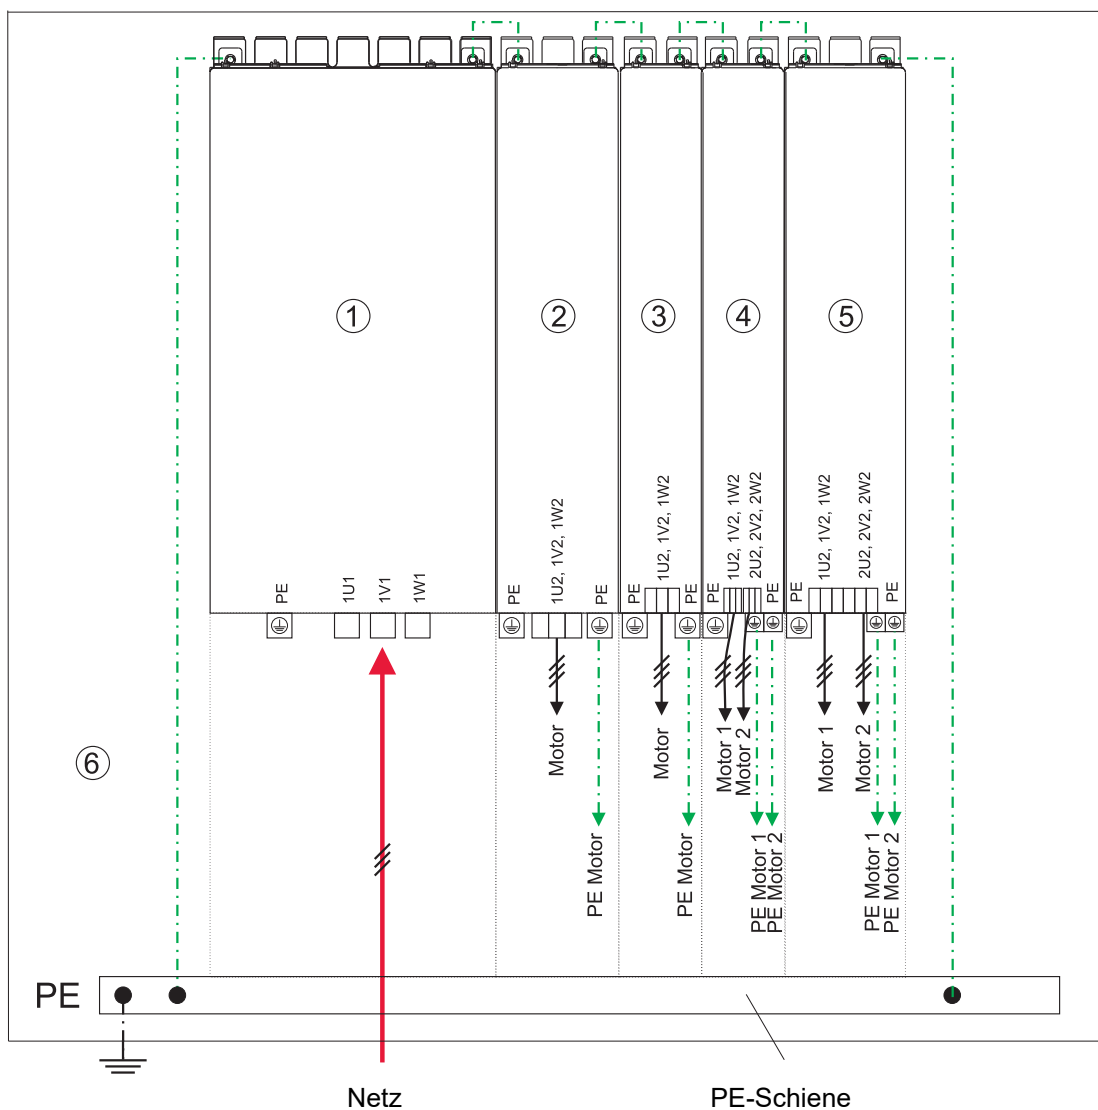 1
2
3
4
5
1U2, 1V2, 1W2
1U2, 1V2, 1W2
1U2, 1V2, 1W2
2U2, 2V2, 2W2
1U2, 1V2, 1W2
2U2, 2V2, 2W2
PE
1U1
1V1
1W1
PE
PE
PE
PE
PE
PE
PE
PE
Motor
Motor
Motor 1
Motor 2
Motor 1
Motor 2
6
PE Motor
PE Motor
PE Motor 1
PE Motor 2
PE Motor 1
PE Motor 2
PE
Netz
PE-Schiene